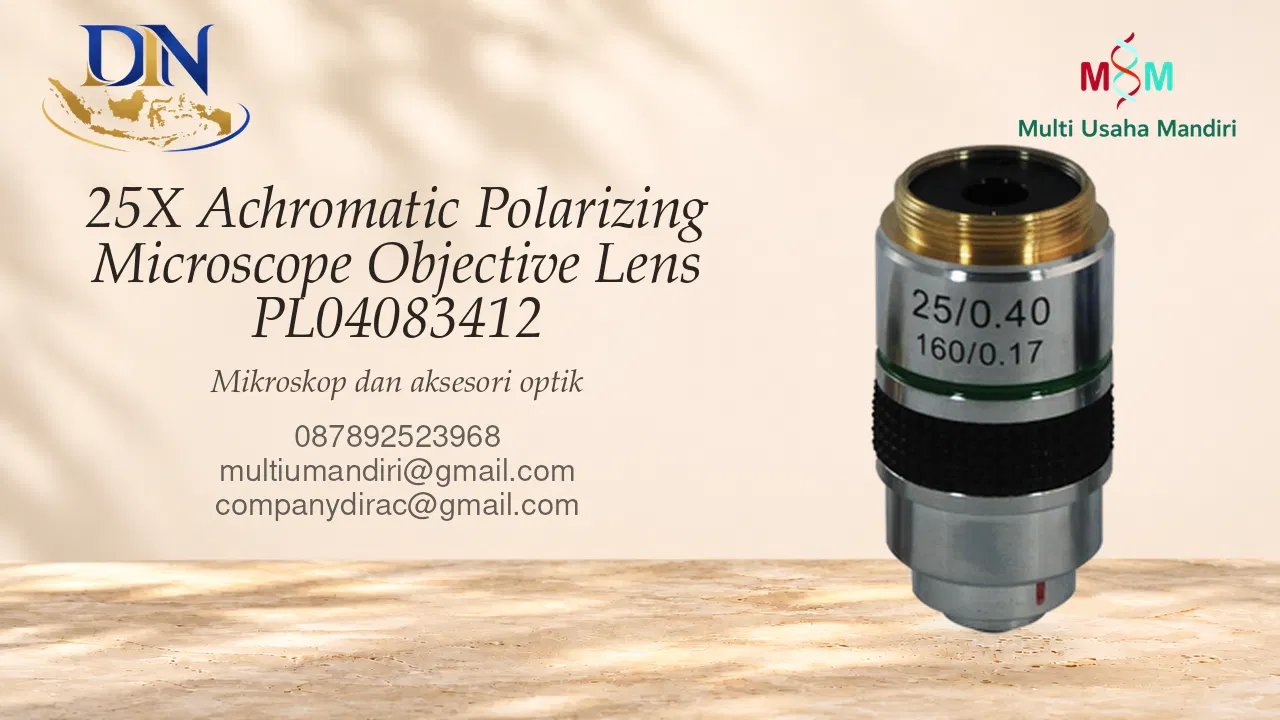 DIN
M M
Multi Usaha Mandiri
25X Achromatic Polarizing
Microscope Objective Lens
PL04083412
Mikroskop dan aksesori optik
087892523968
multiumandiri@gmail.com
companydirac@gmail.com
25/0.40
160/0.17